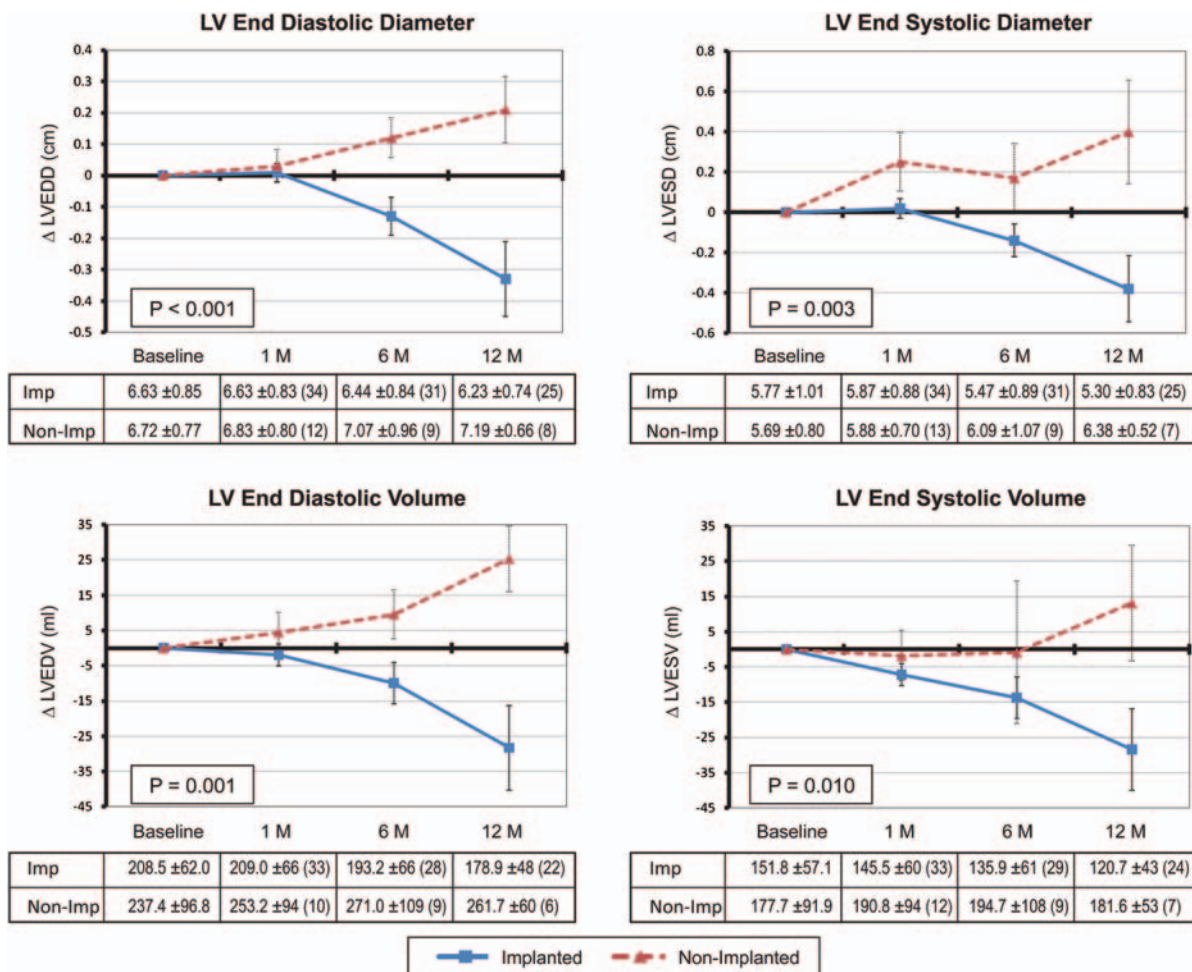 LV End Diastolic Diameter
Δ LVEDD (cm)
0.4
0.3
0.2
0.1
0
-0.1
-0.2
-0.3
-0.4
-0.5
P < 0.001
Baseline 1 M 6 M 12 M
Imp 6.63 ±0.85 6.63 ±0.83 (34) 6.44 ±0.84 (31) 6.23 ±0.74 (25)
Non-Imp 6.72 ±0.77 6.83 ±0.80 (12) 7.07 ±0.96 (9) 7.19 ±0.66 (8)
LV End Systolic Diameter
Δ LVESD (cm)
0.8
0.6
0.4
0.2
0
-0.2
-0.4
-0.6
P = 0.003
Baseline 1 M 6 M 12 M
Imp 5.77 ±1.01 5.87 ±0.88 (34) 5.47 ±0.89 (31) 5.30 ±0.83 (25)
Non-Imp 5.69 ±0.80 5.88 ±0.70 (13) 6.09 ±1.07 (9) 6.38 ±0.52 (7)
LV End Diastolic Volume
Δ LVEDV (ml)
35
25
15
5
-5
-15
-25
-35
-45
P = 0.001
Baseline 1 M 6 M 12 M
Imp 208.5 ±62.0 209.0 ±66 (33) 193.2 ±66 (28) 178.9 ±48 (22)
Non-Imp 237.4 ±96.8 253.2 ±94 (10) 271.0 ±109 (9) 261.7 ±60 (6)
LV End Systolic Volume
Δ LVESV (ml)
35
25
15
5
-5
-15
-25
-35
-45
P = 0.010
Baseline 1 M 6 M 12 M
Imp 151.8 ±57.1 145.5 ±60 (33) 135.9 ±61 (29) 120.7 ±43 (24)
Non-Imp 177.7 ±91.9 190.8 ±94 (12) 194.7 ±108 (9) 181.6 ±53 (7)
Implanted Non-Implanted